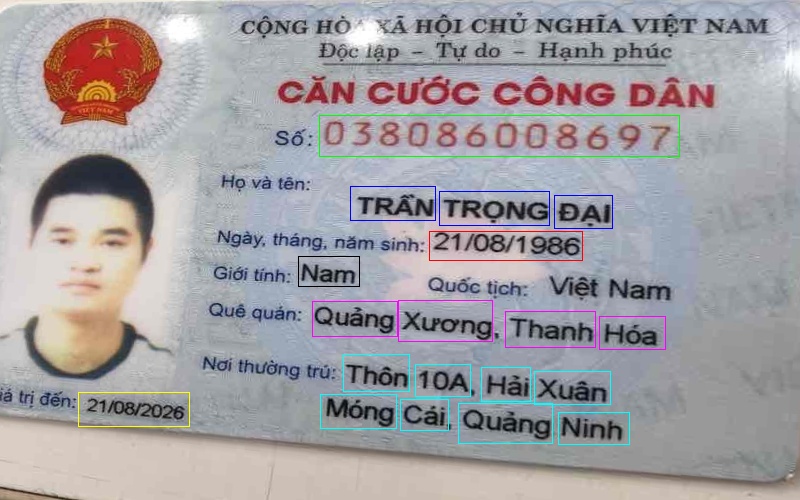 CỘNG HÒA XÃ HỘI CHỦ NGHĨA VIỆT NAM
Độc lập - Tự do - Hạnh phúc
CĂN CƯỚC CÔNG DÂN
Số: 038086008697
Họ và tên:
TRẦN TRỌNG ĐẠI
Ngày, tháng, năm sinh: 21/08/1986
Giới tính: Nam Quốc tịch: Việt Nam
Quê quán: Quảng Xương, Thanh Hóa
Nơi thường trú: Thôn 10A, Hải Xuân
Móng Cái, Quảng Ninh
iá trị đến: 21/08/2026